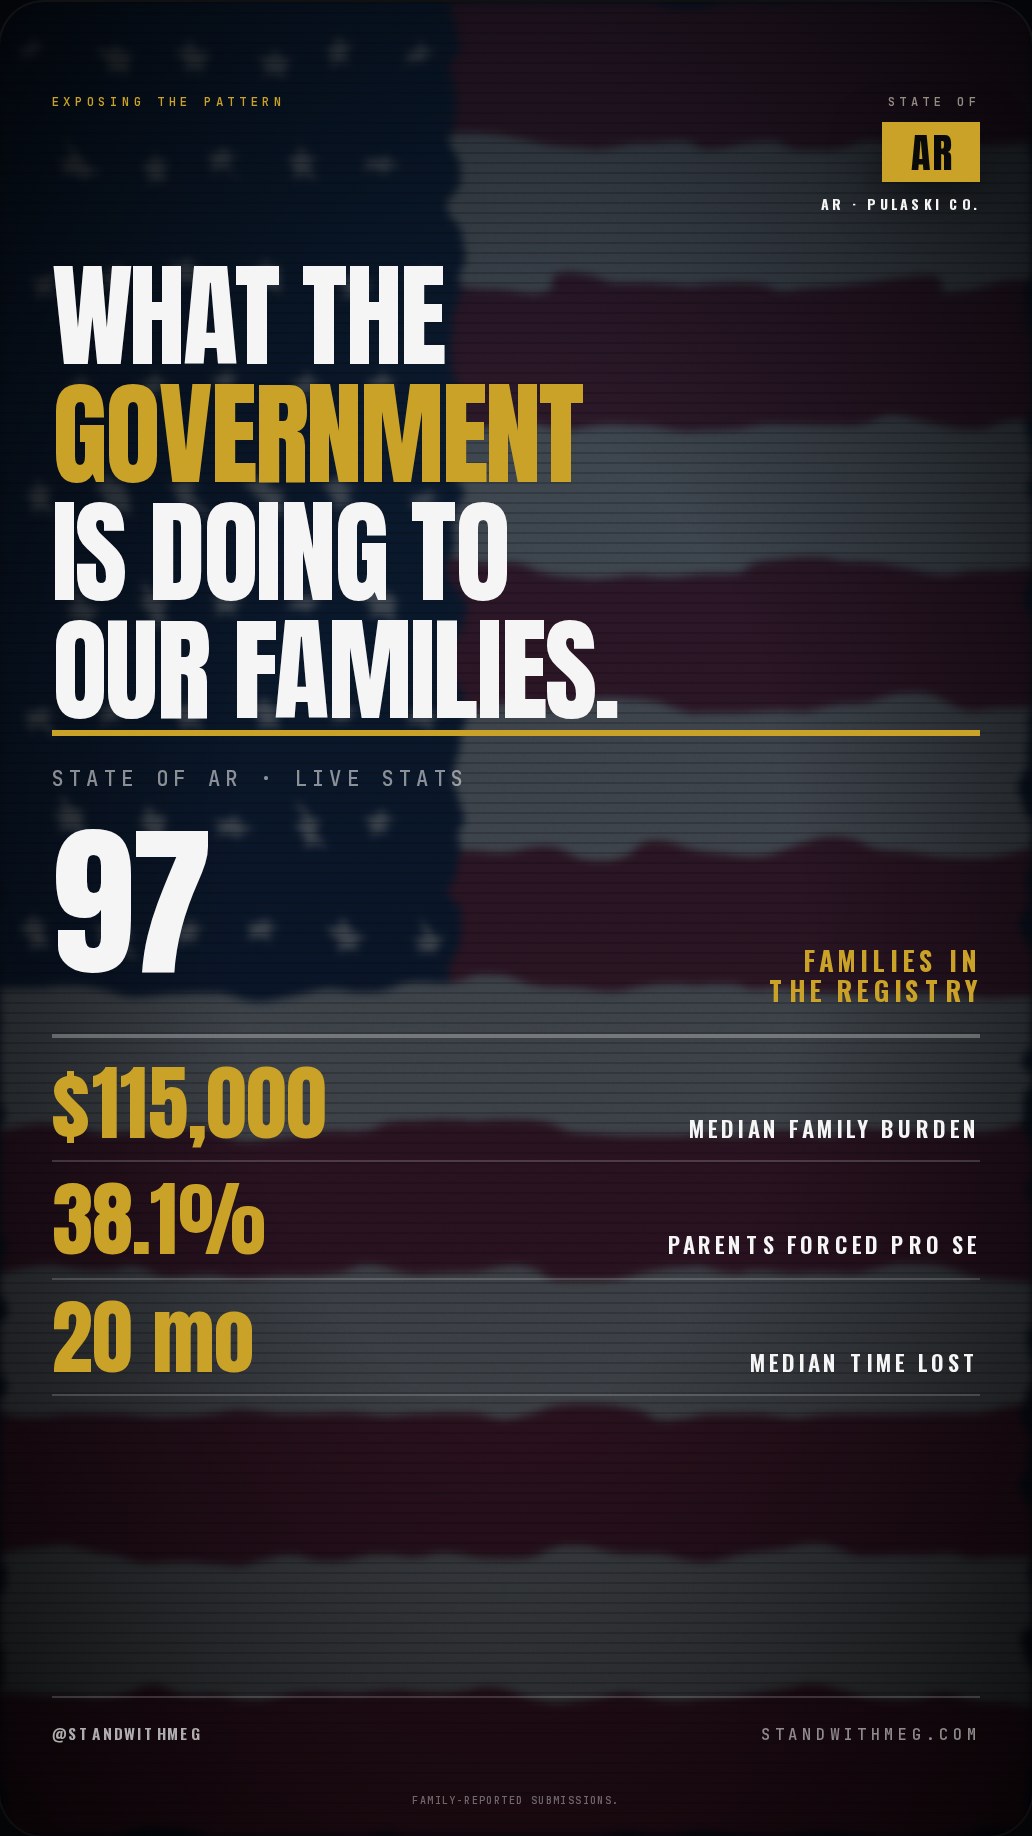 EXPOSING THE PATTERN
STATE OF
AR
AR · PULASKI CO.
WHAT THE
GOVERNMENT
IS DOING TO
OUR FAMILIES.
STATE OF AR · LIVE STATS
97
FAMILIES IN
THE REGISTRY
$115,000
MEDIAN FAMILY BURDEN
38.1%
PARENTS FORCED PRO SE
20 mo
MEDIAN TIME LOST
@STANDWITHMEG
STANDWITHMEG.COM
FAMILY-REPORTED SUBMISSIONS.